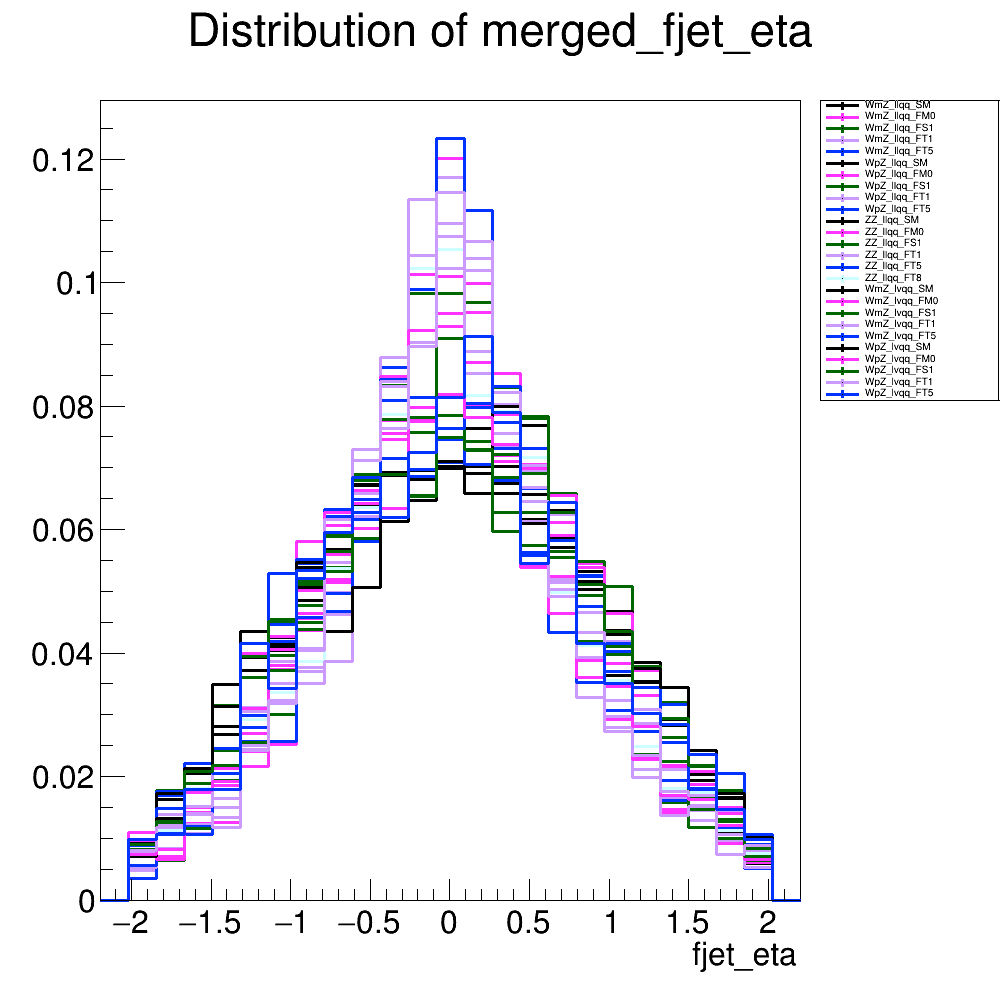 Distribution of merged_fjet_eta
WmZ_llqq_SM
WmZ_llqq_FM0
WmZ_llqq_FS1
WmZ_llqq_FT1
WmZ_llqq_FT5
WpZ_llqq_SM
WpZ_llqq_FM0
WpZ_llqq_FS1
WpZ_llqq_FT1
WpZ_llqq_FT5
ZZ_llqq_SM
ZZ_llqq_FM0
ZZ_llqq_FS1
ZZ_llqq_FT1
ZZ_llqq_FT5
ZZ_llqq_FT8
WmZ_lvqq_SM
WmZ_lvqq_FM0
WmZ_lvqq_FS1
WmZ_lvqq_FT1
WmZ_lvqq_FT5
WpZ_lvqq_SM
WpZ_lvqq_FM0
WpZ_lvqq_FS1
WpZ_lvqq_FT1
WpZ_lvqq_FT5
0.12
0.1
0.08
0.06
0.04
0.02
0
−2 −1.5 −1 −0.5 0 0.5 1 1.5 2
fjet_eta